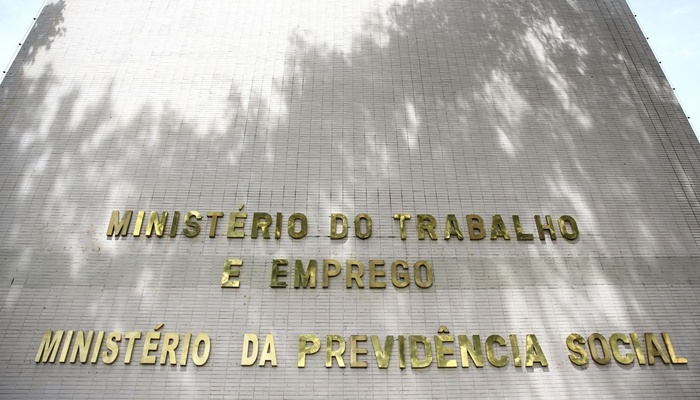 MINISTÉRIO DO TRABALHO
E EMPREGO
MINISTÉRIO DA PREVIDÊNCIA SOCIAL